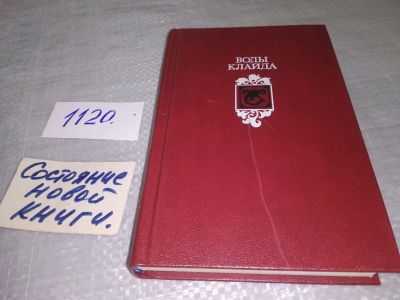 ВОДЫ
КЛАЙДА
1120.
Состояние
новой
книги.